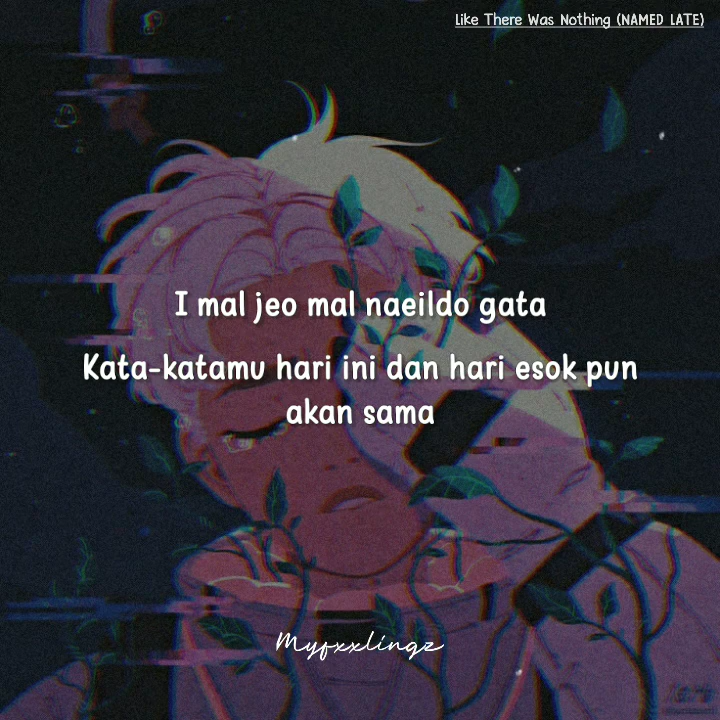 Like There Was Nothing (NAMED LATE)
I mal jeo mal naeildo gata
Kata-katamu hari ini dan hari esok pun
akan sama
Myfxxlingz